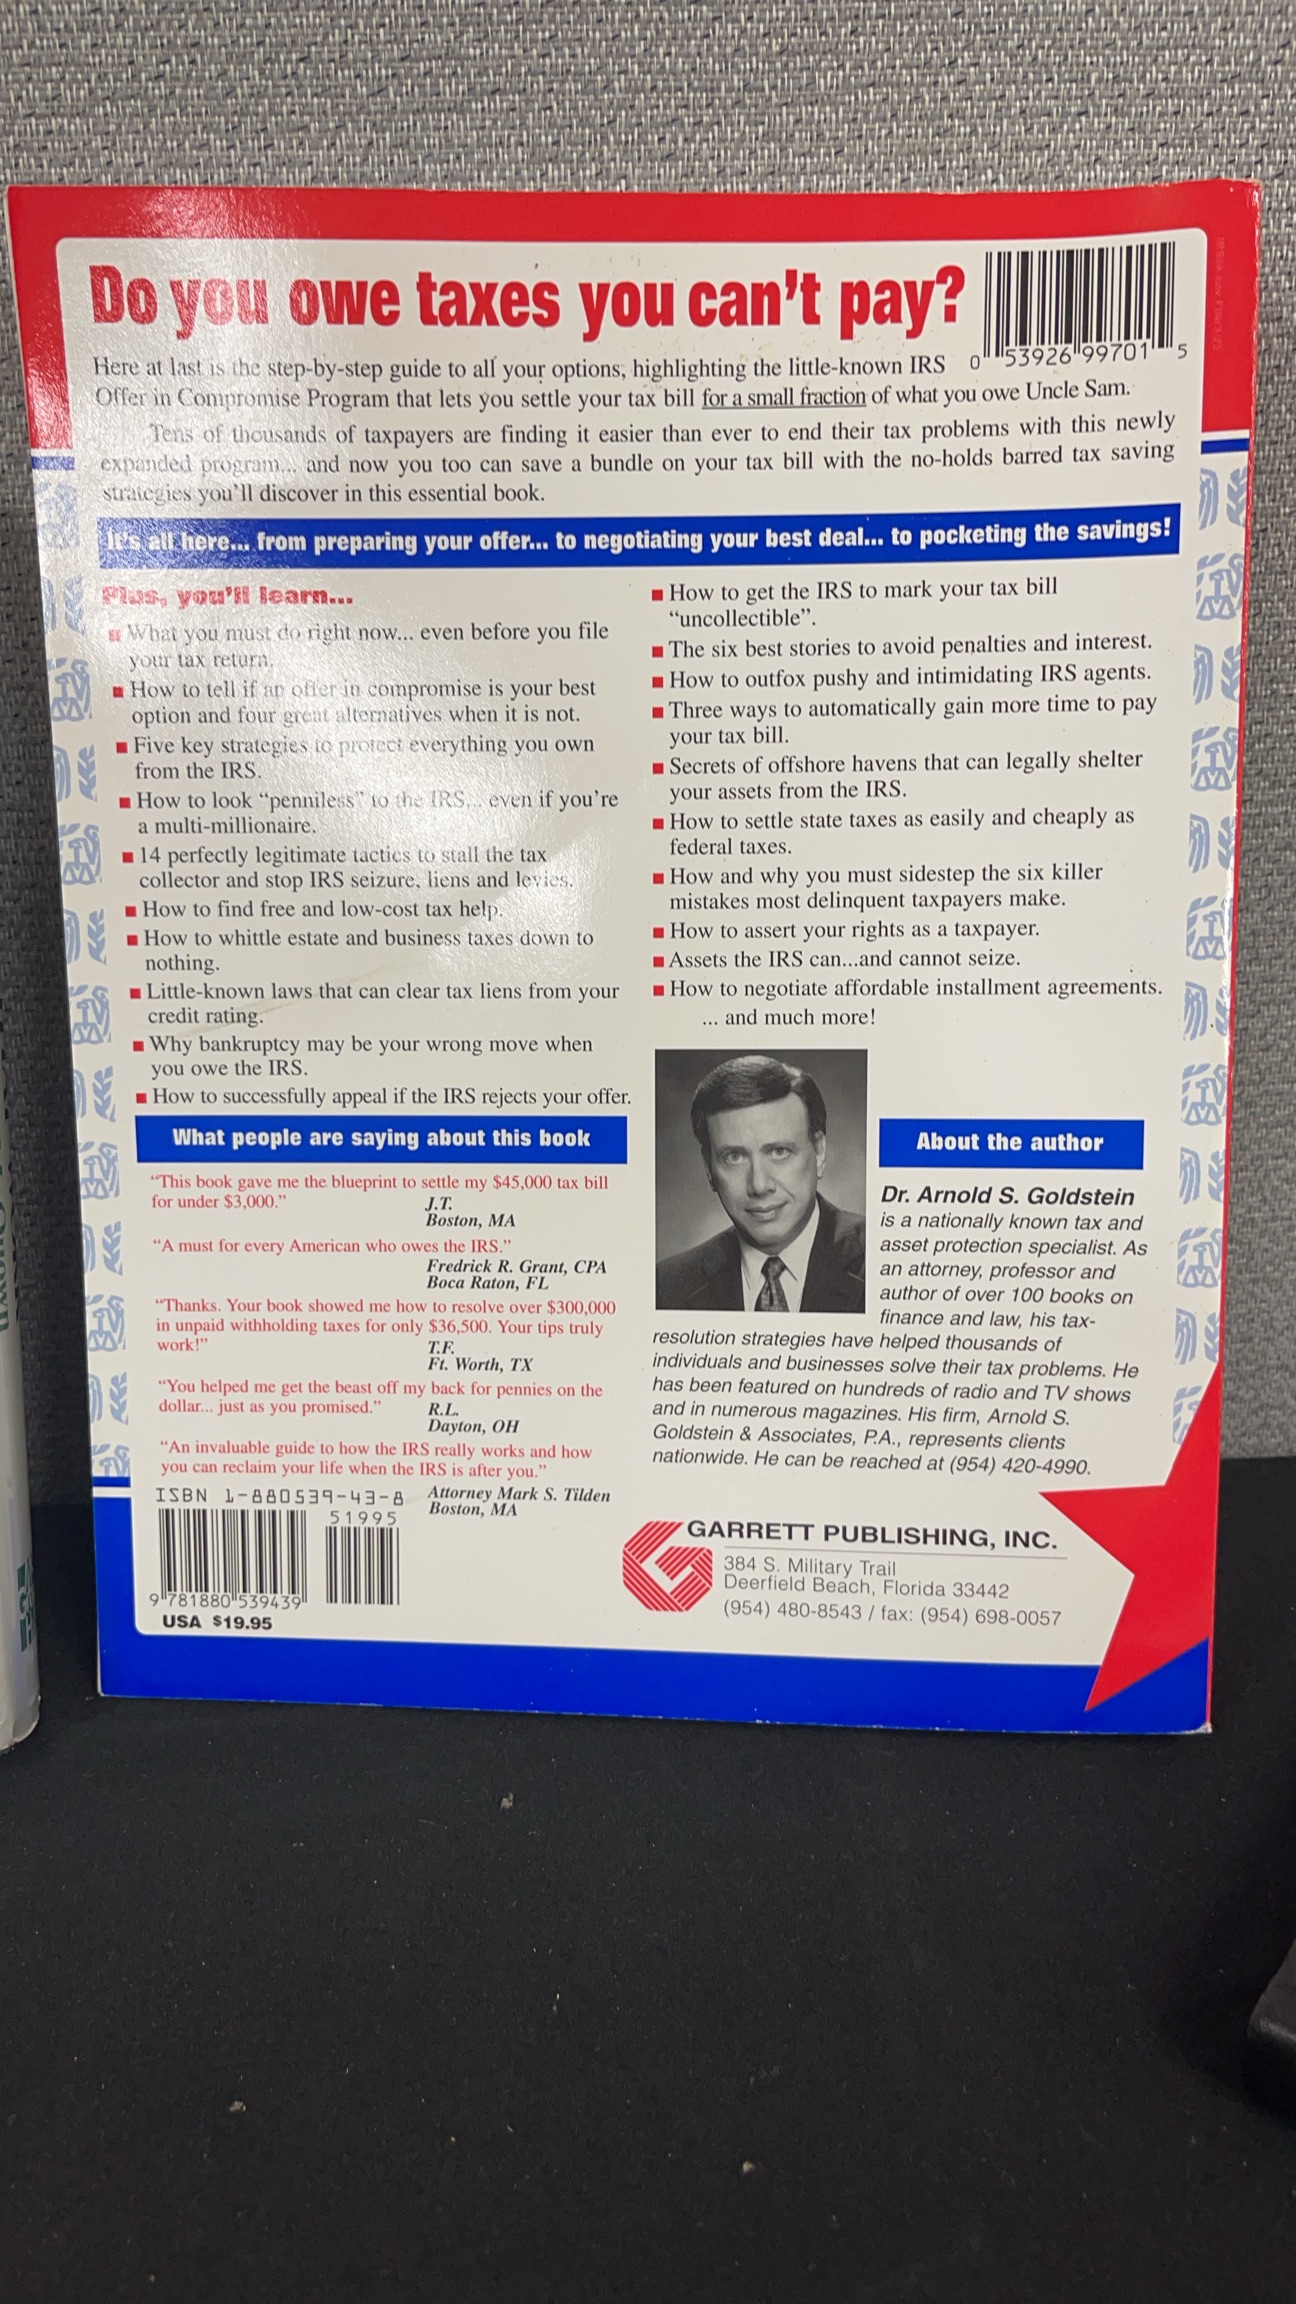 Do you owe taxes you can't pay?
0 53926 99701 5
Here at last is the step-by-step guide to all your options, highlighting the little-known IRS
Offer in Compromise Program that lets you settle your tax bill for a small fraction of what you owe Uncle Sam.
Tens of thousands of taxpayers are finding it easier than ever to end their tax problems with this newly
expanded program... and now you too can save a bundle on your tax bill with the no-holds barred tax saving
strategies you'll discover in this essential book.
It's all here... from preparing your offer... to negotiating your best deal... to pocketing the savings!
Plus, you'll learn...
■ What you must do right now... even before you file
your tax return.
■ How to tell if an offer in compromise is your best
option and four great alternatives when it is not.
■ Five key strategies to protect everything you own
from the IRS.
■ How to look “penniless” to the IRS... even if you're
a multi-millionaire.
■ 14 perfectly legitimate tactics to stall the tax
collector and stop IRS seizure, liens and levies.
■ How to find free and low-cost tax help.
■ How to whittle estate and business taxes down to
nothing.
■ Little-known laws that can clear tax liens from your
credit rating.
■ Why bankruptcy may be your wrong move when
you owe the IRS.
■ How to successfully appeal if the IRS rejects your offer.
■ How to get the IRS to mark your tax bill
“uncollectible”.
■ The six best stories to avoid penalties and interest.
■ How to outfox pushy and intimidating IRS agents.
■ Three ways to automatically gain more time to pay
your tax bill.
■ Secrets of offshore havens that can legally shelter
your assets from the IRS.
■ How to settle state taxes as easily and cheaply as
federal taxes.
■ How and why you must sidestep the six killer
mistakes most delinquent taxpayers make.
■ How to assert your rights as a taxpayer.
■ Assets the IRS can...and cannot seize.
■ How to negotiate affordable installment agreements.
... and much more!
What people are saying about this book
“This book gave me the blueprint to settle my $45,000 tax bill
for under $3,000.”
J.T.
Boston, MA
“A must for every American who owes the IRS.”
Fredrick R. Grant, CPA
Boca Raton, FL
“Thanks. Your book showed me how to resolve over $300,000
in unpaid withholding taxes for only $36,500. Your tips truly
work!”
T.F.
Ft. Worth, TX
“You helped me get the beast off my back for pennies on the
dollar... just as you promised.”
R.L.
Dayton, OH
“An invaluable guide to how the IRS really works and how
you can reclaim your life when the IRS is after you.”
Attorney Mark S. Tilden
Boston, MA
ISBN 1-880539-43-8
51995
9 781880 539439
USA $19.95
About the author
Dr. Arnold S. Goldstein
is a nationally known tax and
asset protection specialist. As
an attorney, professor and
author of over 100 books on
finance and law, his tax-
resolution strategies have helped thousands of
individuals and businesses solve their tax problems. He
has been featured on hundreds of radio and TV shows
and in numerous magazines. His firm, Arnold S.
Goldstein & Associates, P.A., represents clients
nationwide. He can be reached at (954) 420-4990.
GARRETT PUBLISHING, INC.
384 S. Military Trail
Deerfield Beach, Florida 33442
(954) 480-8543 / fax: (954) 698-0057